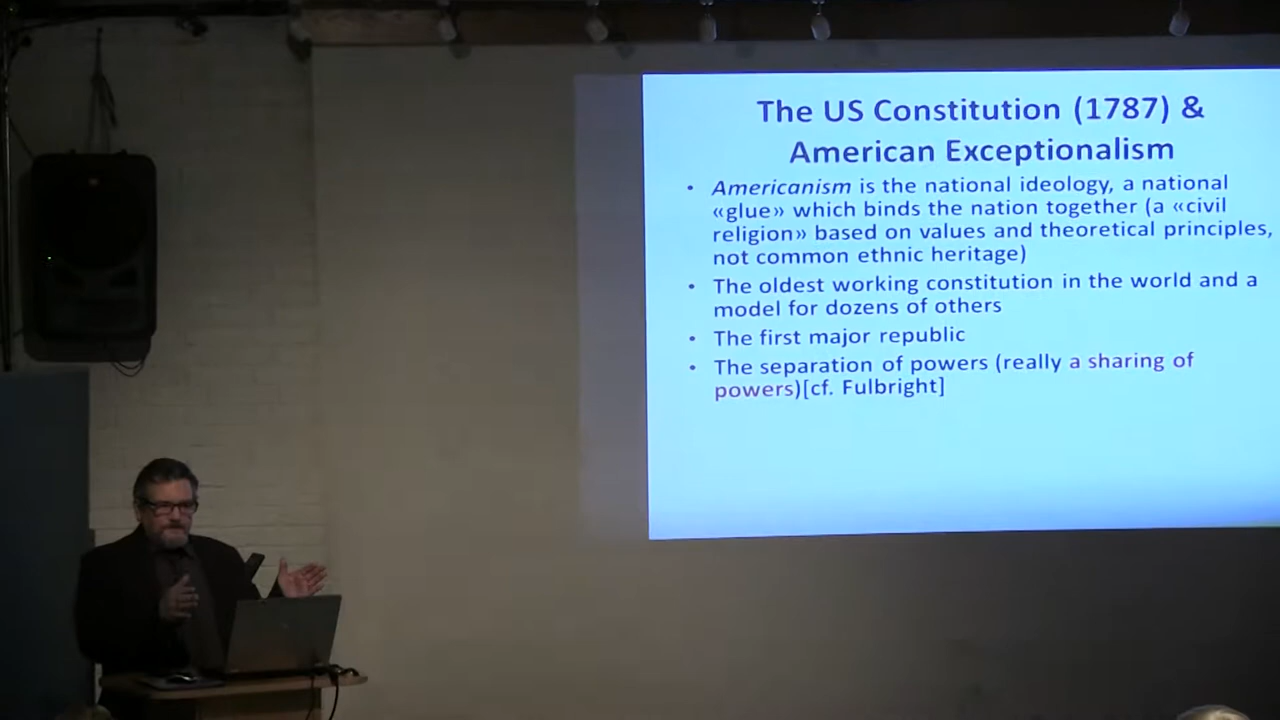 The US Constitution (1787) &
American Exceptionalism
• Americanism is the national ideology, a national
«glue» which binds the nation together (a «civil
religion» based on values and theoretical principles,
not common ethnic heritage)
• The oldest working constitution in the world and a
model for dozens of others
• The first major republic
• The separation of powers (really a sharing of
powers)[cf. Fulbright]